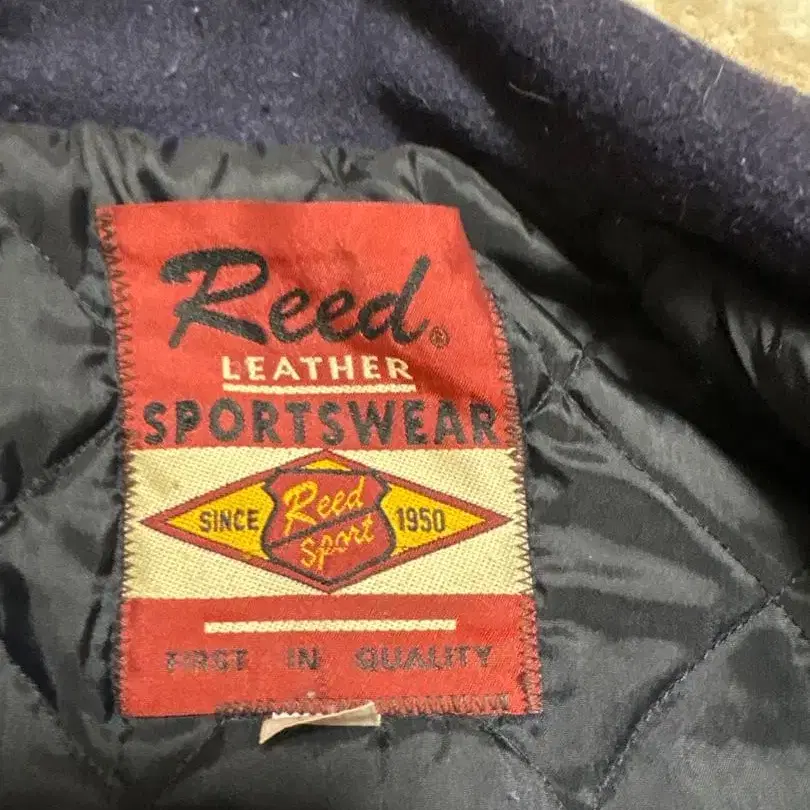 Reed®
LEATHER
SPORTSWEAR
SINCE Reed Sport 1950
FIRST IN QUALITY